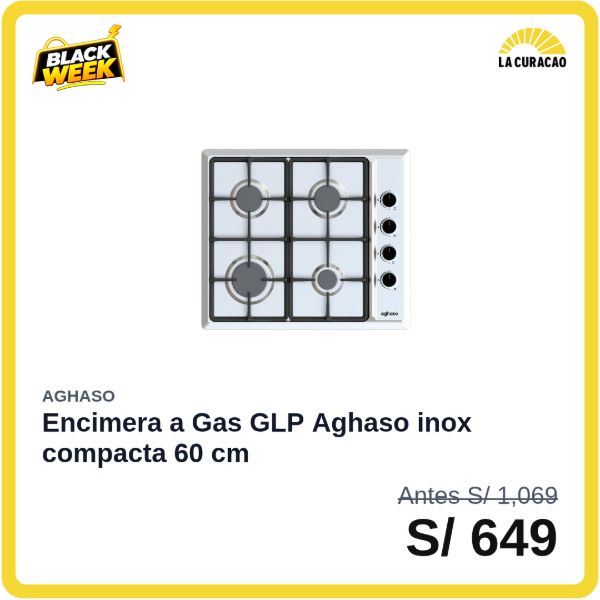 BLACK
WEEK
LA CURACAO
aghaso
AGHASO
Encimera a Gas GLP Aghaso inox
compacta 60 cm
Antes S/ 1,069
S/ 649